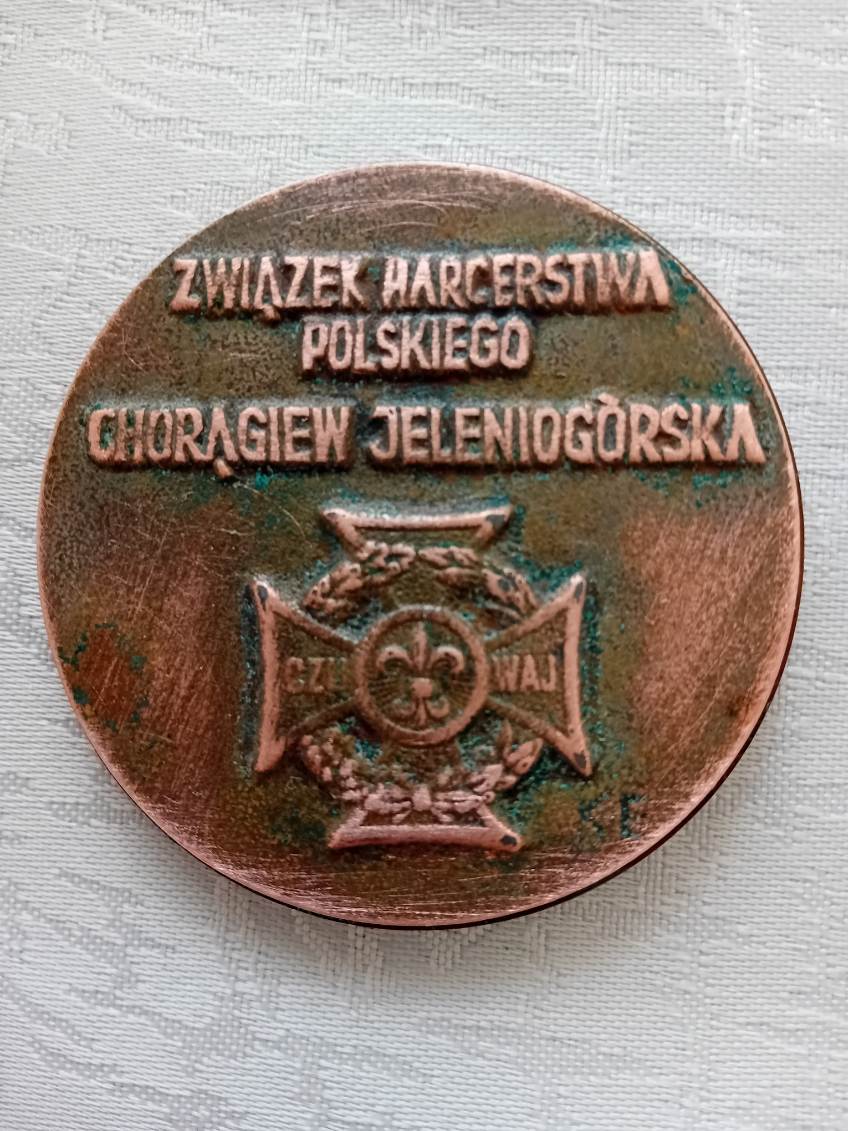 ZWIĄZEK HARCERSTWA
POLSKIEGO
CHORĄGIEW JELENIOGÓRSKA
CZU WAJ